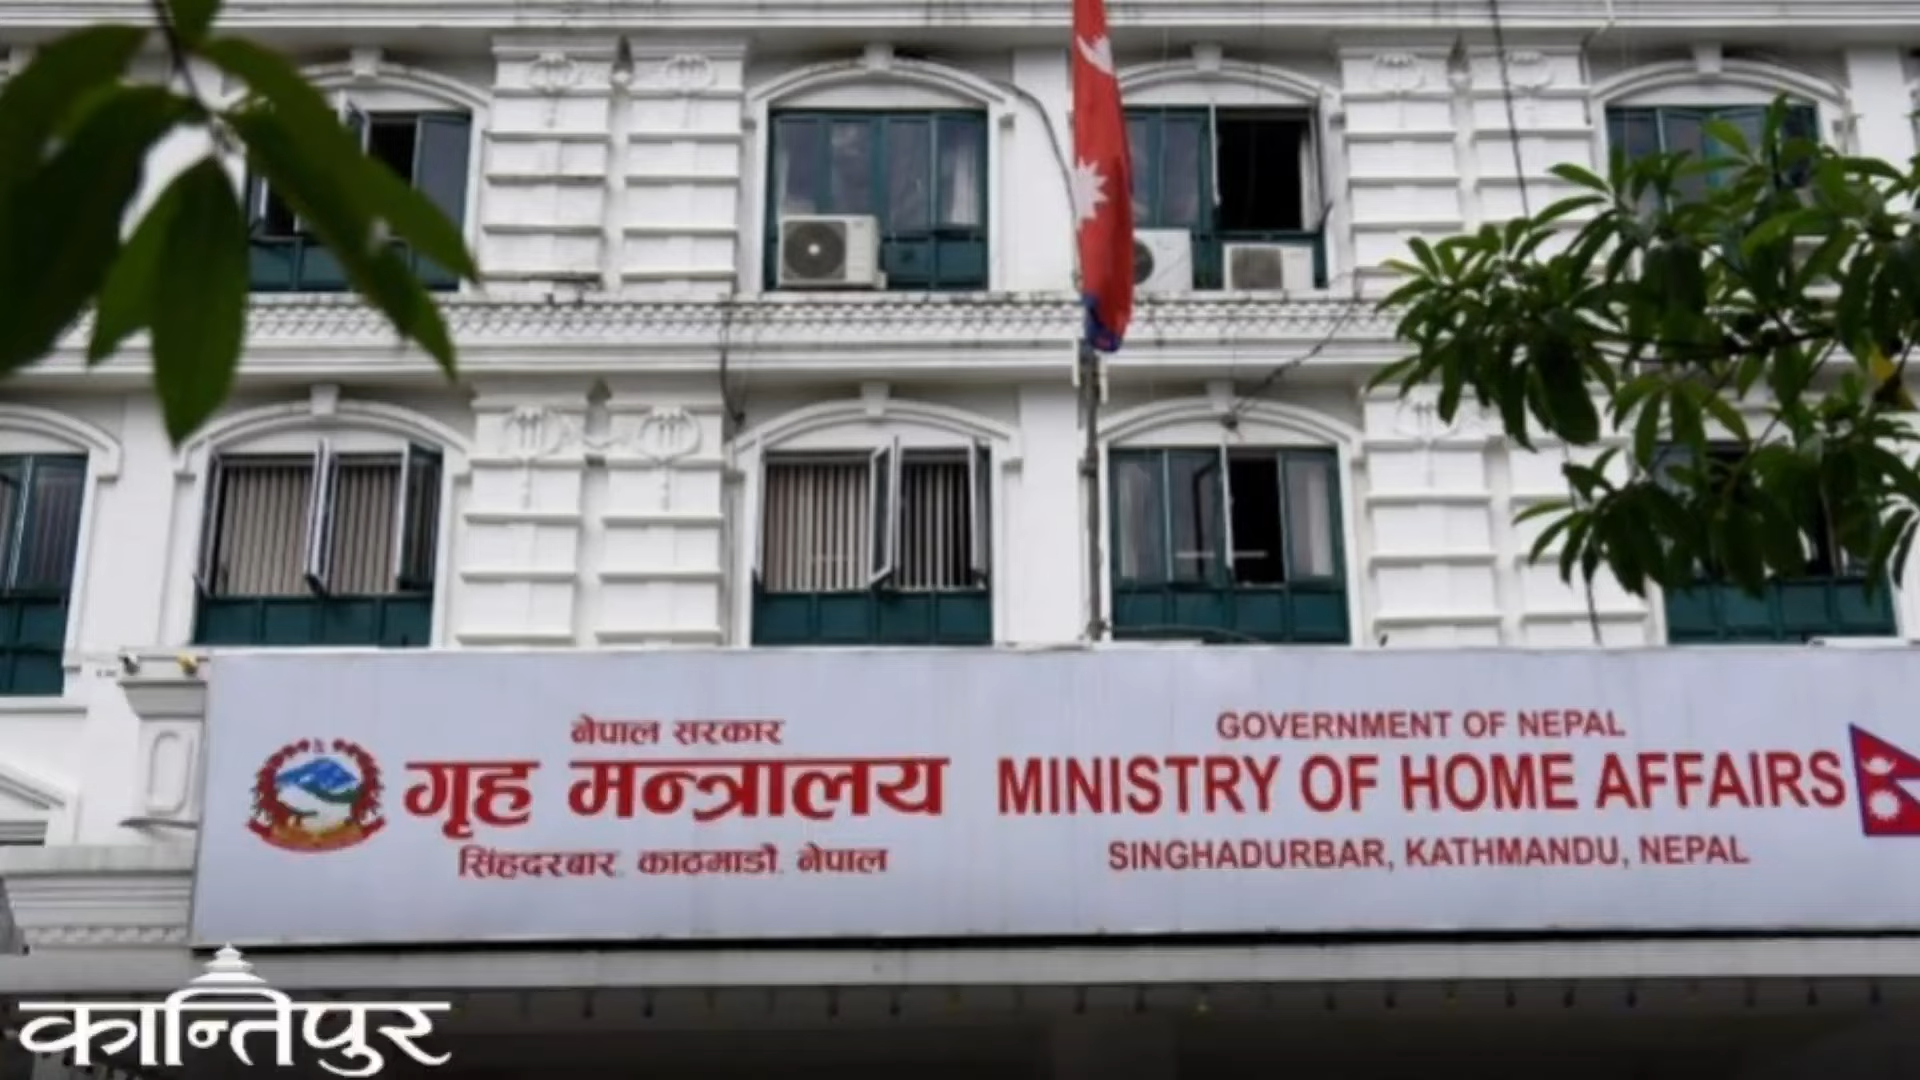 नेपाल सरकार
गृह मन्त्रालय
सिंहदरबार, काठमाडौं, नेपाल
GOVERNMENT OF NEPAL
MINISTRY OF HOME AFFAIRS
SINGHADURBAR, KATHMANDU, NEPAL
कान्तिपुर